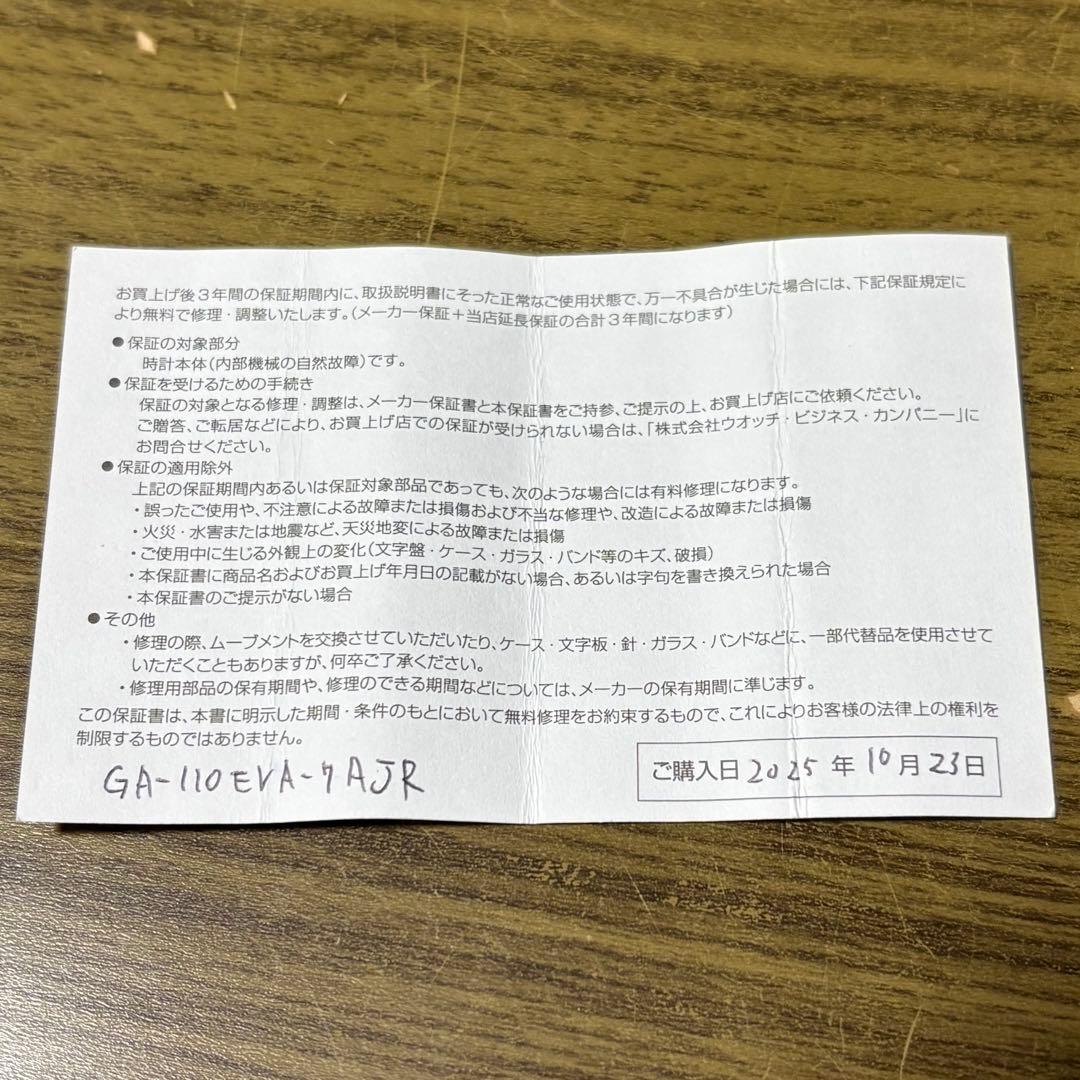 お買上げ後3年間の保証期間内に、取扱説明書にそった正常なご使用状態で、万一不具合が生じた場合には、下記保証規定に
より無料で修理・調整いたします。(メーカー保証＋当店延長保証の合計3年間になります)
●保証の対象部分
時計本体(内部機械の自然故障)です。
●保証を受けるための手続き
保証の対象となる修理・調整は、メーカー保証書と本保証書をご持参、ご提示の上、お買上げ店にご依頼ください。
ご贈答、ご転居などにより、お買上げ店での保証が受けられない場合は、「株式会社ウオッチ・ビジネス・カンパニー」に
お問合せください。
●保証の適用除外
上記の保証期間内あるいは保証対象部品であっても、次のような場合には有料修理になります。
・誤ったご使用や、不注意による故障または損傷および不当な修理や、改造による故障または損傷
・火災・水害または地震など、天災地変による故障または損傷
・ご使用中に生じる外観上の変化(文字盤・ケース・ガラス・バンド等のキズ、破損)
・本保証書に商品名およびお買上げ年月日の記載がない場合、あるいは字句を書き換えられた場合
・本保証書のご提示がない場合
●その他
・修理の際、ムーブメントを交換させていただいたり、ケース・文字板・針・ガラス・バンドなどに、一部代替品を使用させて
いただくこともありますが、何卒ご了承ください。
・修理用部品の保有期間や、修理のできる期間などについては、メーカーの保有期間に準じます。
この保証書は、本書に明示した期間・条件のもとにおいて無料修理をお約束するもので、これによりお客様の法律上の権利を
制限するものではありません。
GA-110EVA-7AJR
ご購入日 2025 年 10 月 23 日